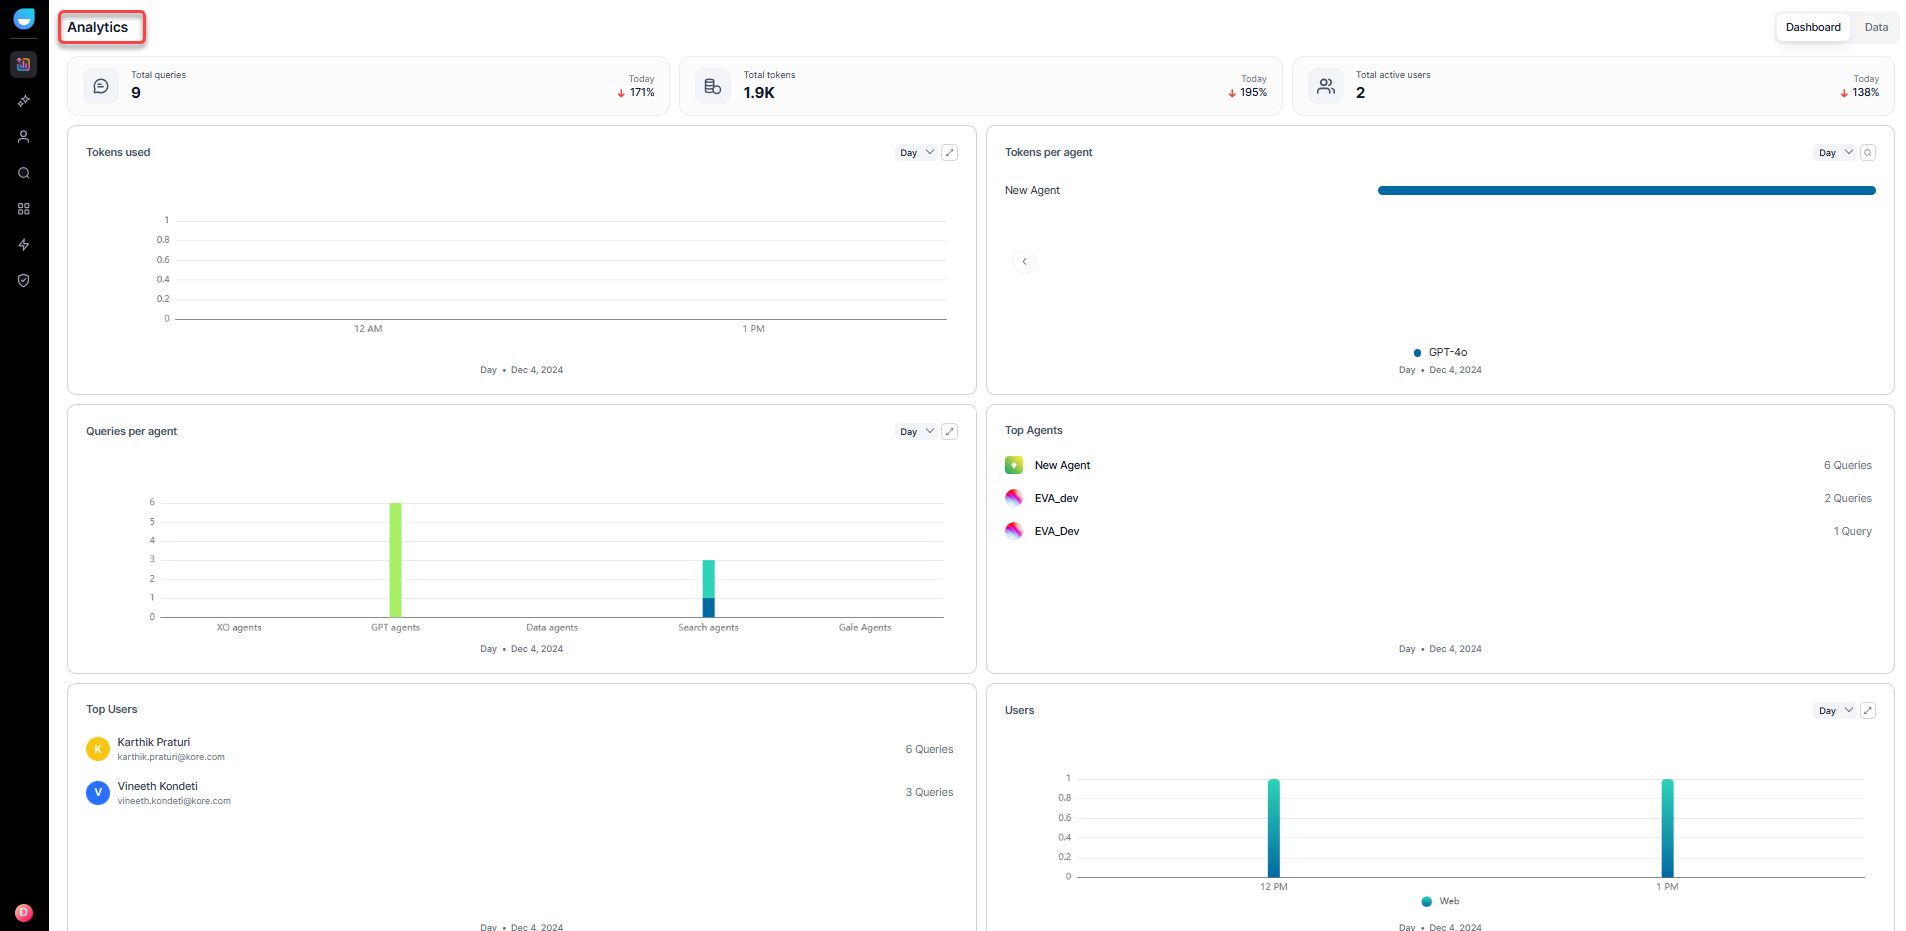 Analytics
Dashboard
Data
Total queries
9
Today
171%
Total tokens
1.9K
Today
195%
Total active users
2
Today
138%
Tokens used
Day
1
0.8
0.6
0.4
0.2
0
12 AM
1 PM
Day • Dec 4, 2024
Tokens per agent
Day
New Agent
GPT-4o
Day • Dec 4, 2024
Queries per agent
Day
6
5
4
3
2
1
0
XO agents
GPT agents
Data agents
Search agents
Gale Agents
Day • Dec 4, 2024
Top Agents
New Agent
6 Queries
EVA_dev
2 Queries
EVA_Dev
1 Query
Day • Dec 4, 2024
Top Users
K
Karthik Praturi
karthik.praturi@kore.com
6 Queries
V
Vineeth Kondeti
vineeth.kondeti@kore.com
3 Queries
Day • Dec 4, 2024
Users
Day
1
0.8
0.6
0.4
0.2
0
12 PM
1 PM
Web
Day • Dec 4, 2024
D